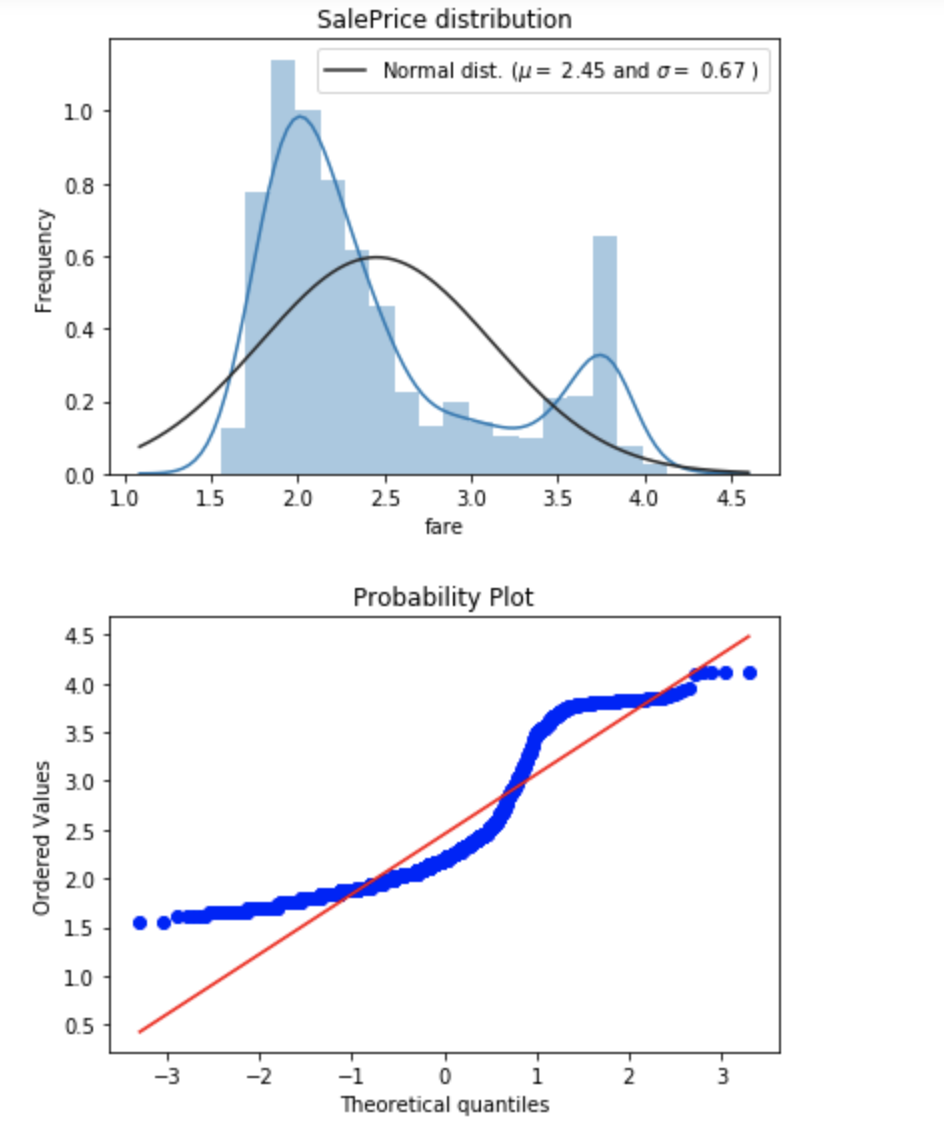 SalePrice distribution
Normal dist. (μ = 2.45 and σ = 0.67 )
Frequency
1.0
0.8
0.6
0.4
0.2
0.0
1.0 1.5 2.0 2.5 3.0 3.5 4.0 4.5
fare
Probability Plot
Ordered Values
4.5
4.0
3.5
3.0
2.5
2.0
1.5
1.0
0.5
−3 −2 −1 0 1 2 3
Theoretical quantiles